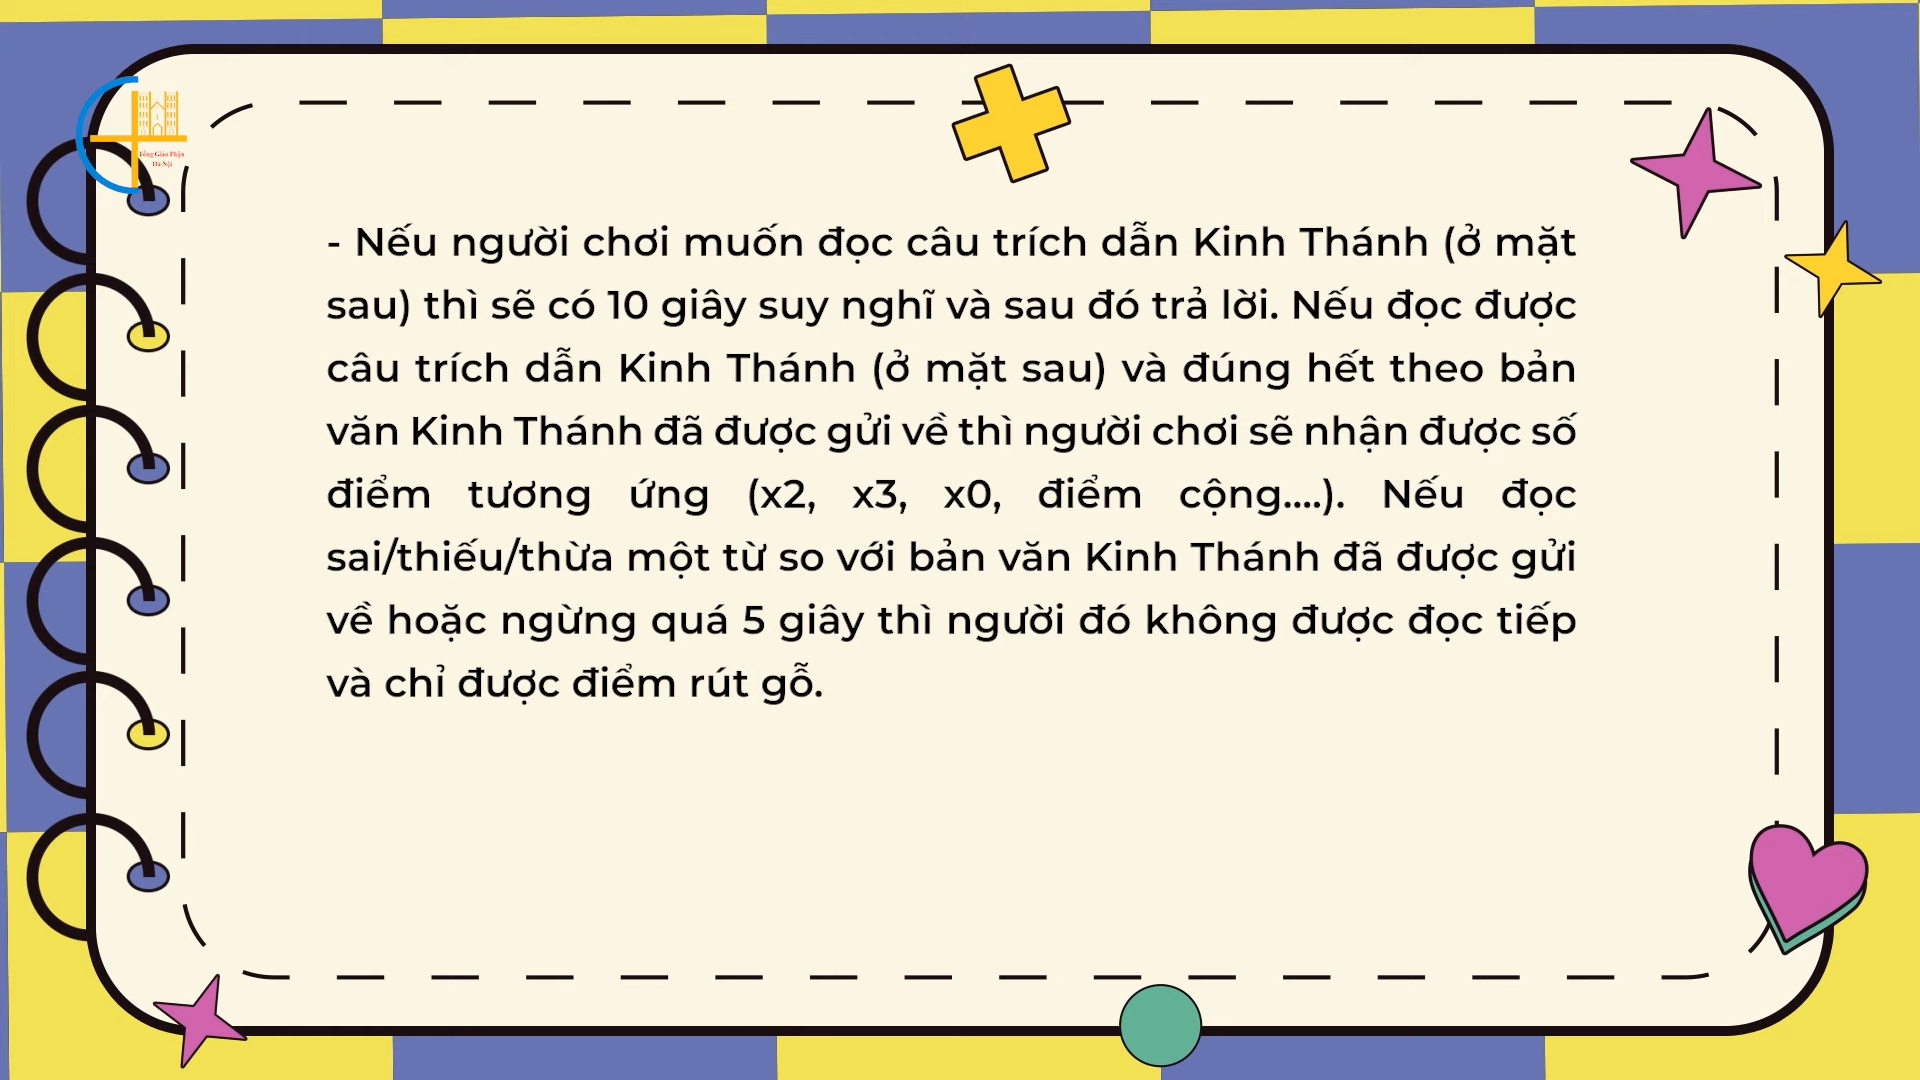 Tổng Giáo Phận
Hà Nội
- Nếu người chơi muốn đọc câu trích dẫn Kinh Thánh (ở mặt
sau) thì sẽ có 10 giây suy nghĩ và sau đó trả lời. Nếu đọc được
câu trích dẫn Kinh Thánh (ở mặt sau) và đúng hết theo bản
văn Kinh Thánh đã được gửi về thì người chơi sẽ nhận được số
điểm tương ứng (x2, x3, x0, điểm cộng....). Nếu đọc
sai/thiếu/thừa một từ so với bản văn Kinh Thánh đã được gửi
về hoặc ngừng quá 5 giây thì người đó không được đọc tiếp
và chỉ được điểm rút gỗ.